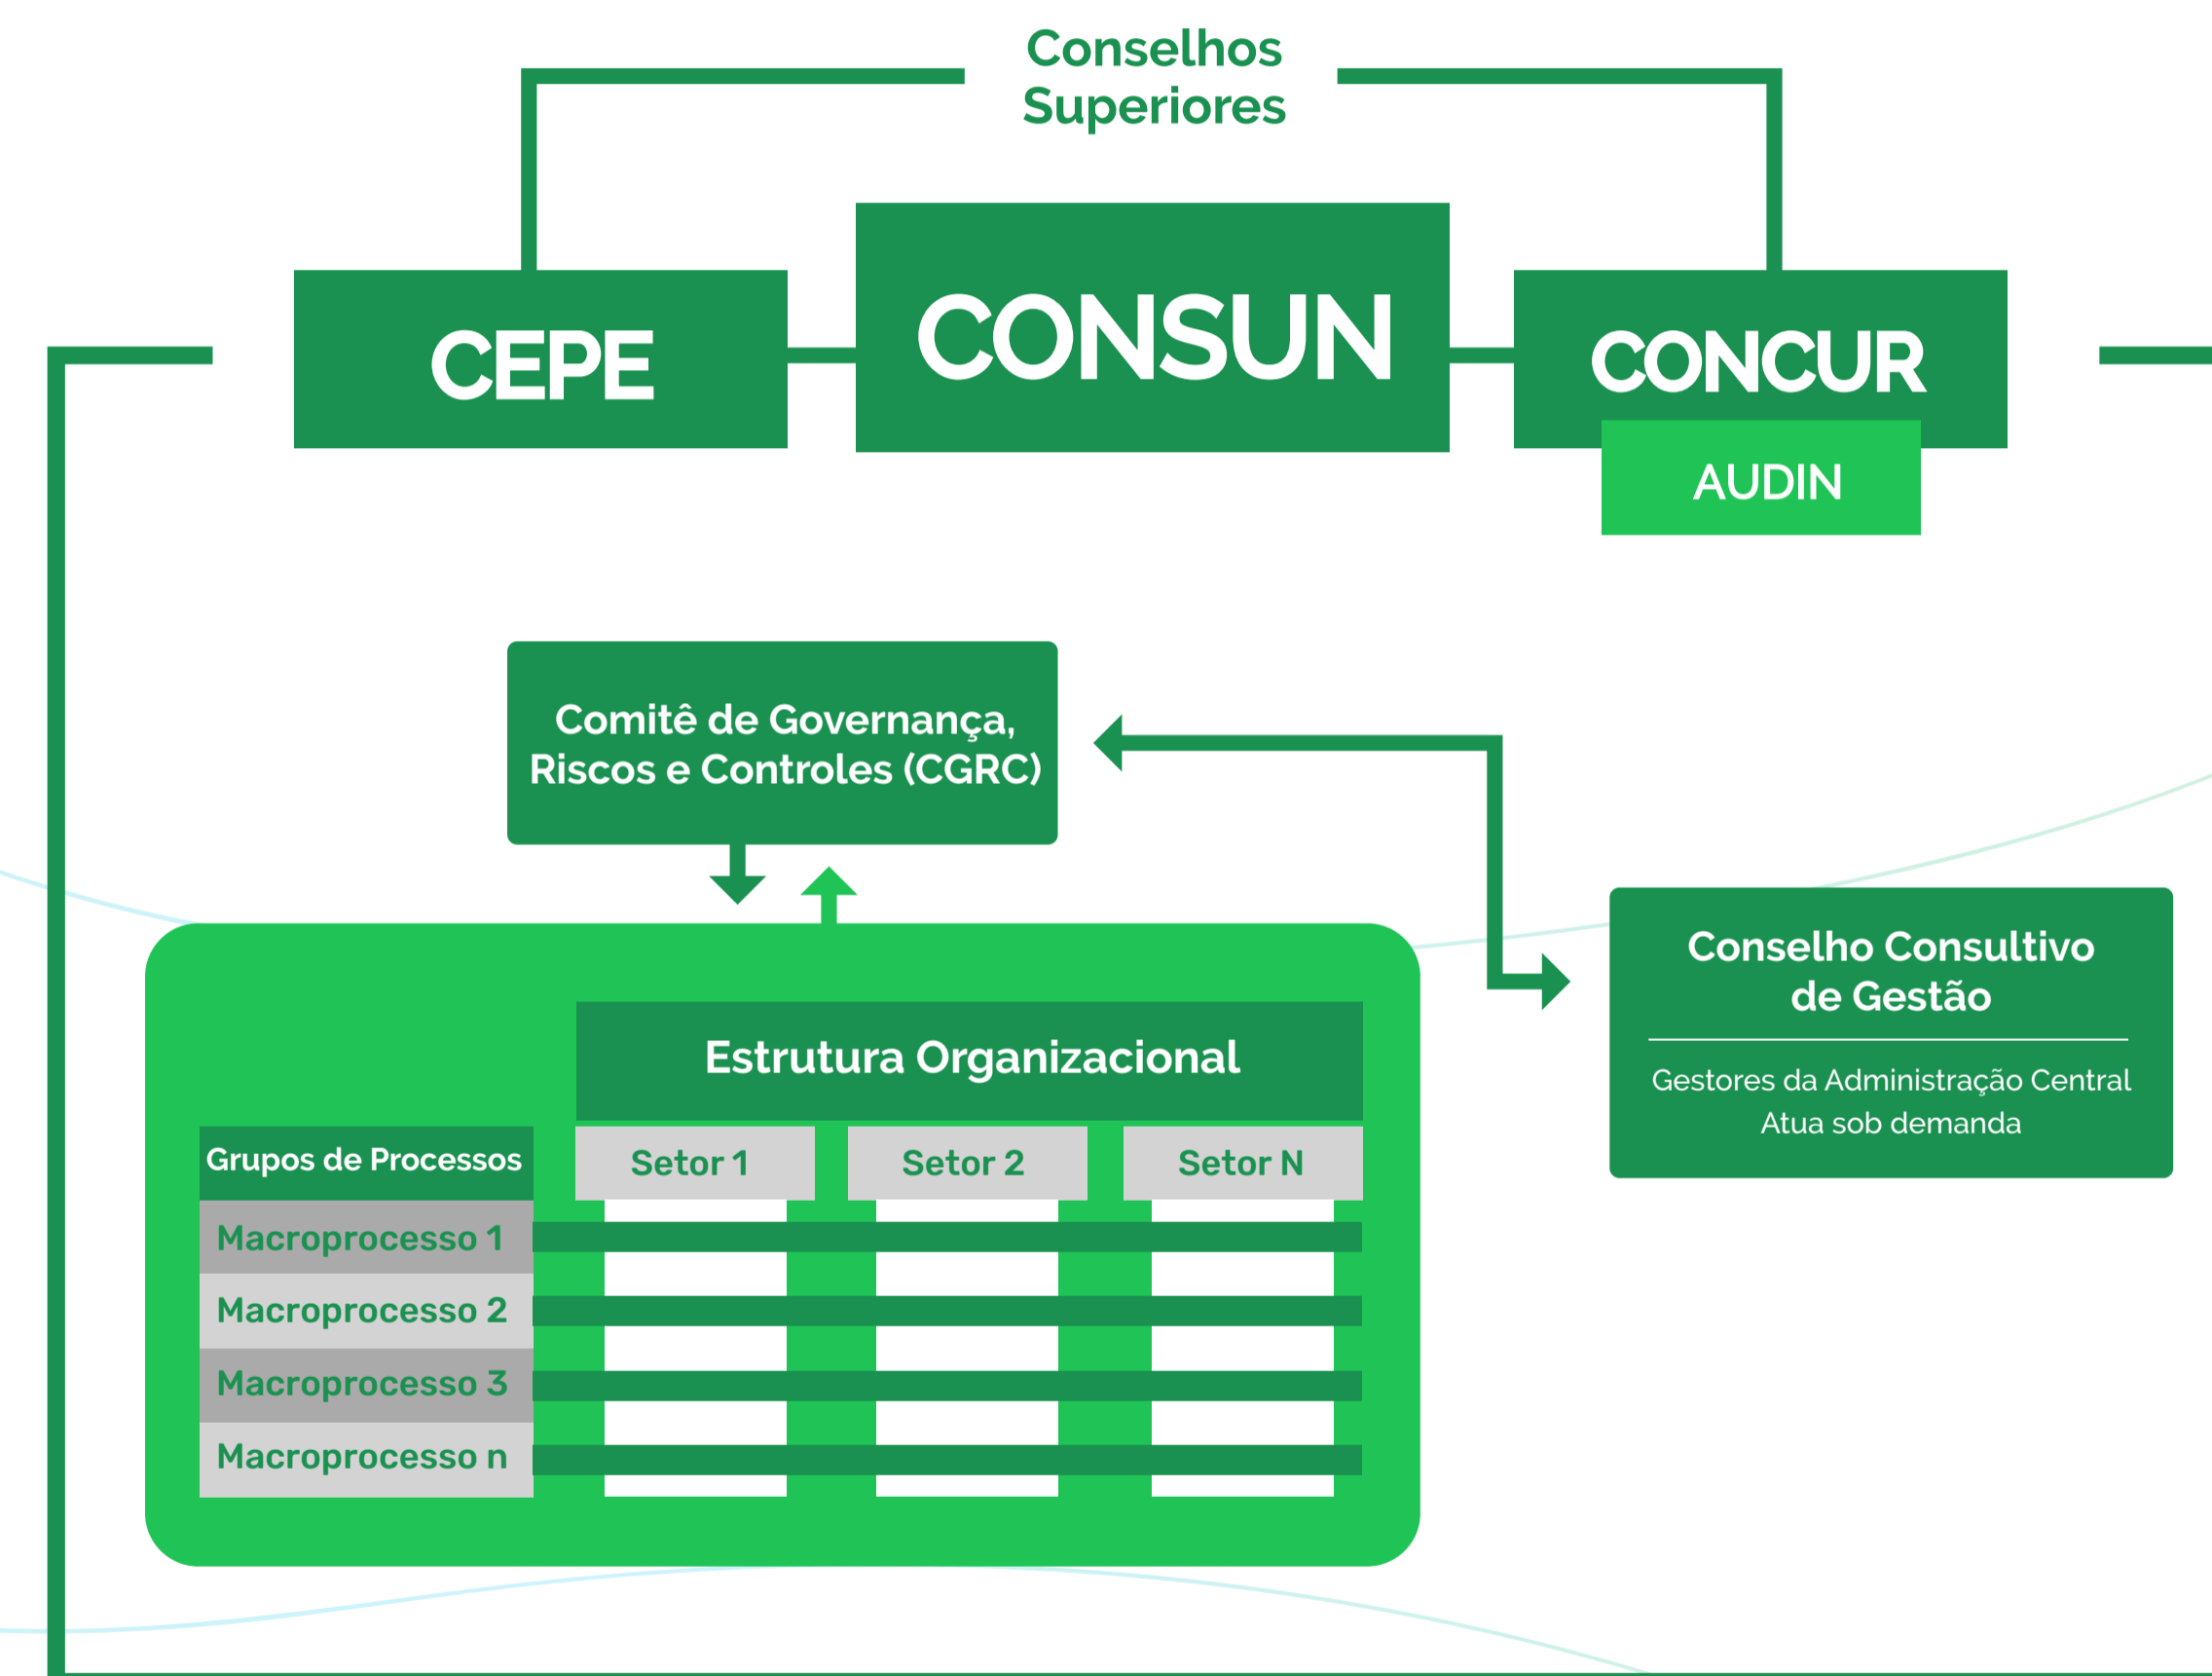 Conselhos
Superiores
CEPE
CONSUN
CONCUR
AUDIN
Comitê de Governança,
Riscos e Controles (CGRC)
Conselho Consultivo
de Gestão
Gestores da Administração Central
Atua sob demanda
Estrutura Organizacional
Grupos de Processos
Setor 1
Setor 2
Setor N
Macroprocesso 1
Macroprocesso 2
Macroprocesso 3
Macroprocesso n